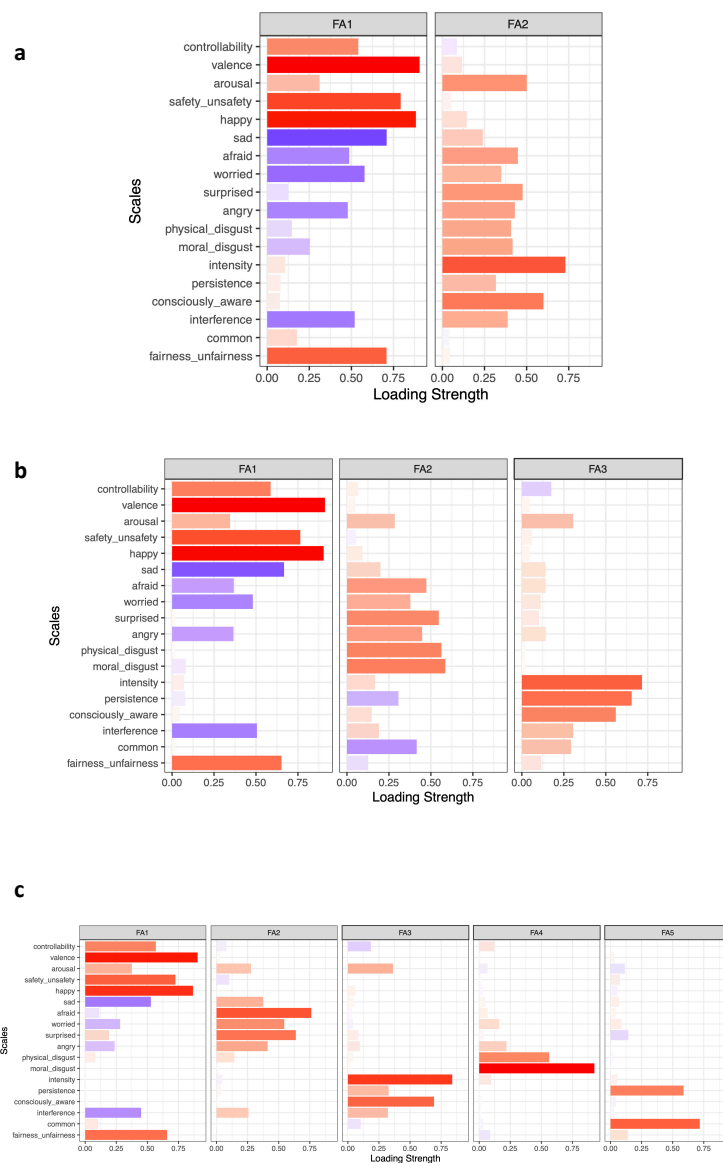 a
FA1 FA2
controllability
valence
arousal
safety_unsafety
happy
sad
afraid
worried
surprised
angry
physical_disgust
moral_disgust
intensity
persistence
consciously_aware
interference
common
fairness_unfairness
Scales
0.00 0.25 0.50 0.75 0.00 0.25 0.50 0.75
Loading Strength
b
FA1 FA2 FA3
controllability
valence
arousal
safety_unsafety
happy
sad
afraid
worried
surprised
angry
physical_disgust
moral_disgust
intensity
persistence
consciously_aware
interference
common
fairness_unfairness
Scales
0.00 0.25 0.50 0.75 0.00 0.25 0.50 0.75 0.00 0.25 0.50 0.75
Loading Strength
c
FA1 FA2 FA3 FA4 FA5
controllability
valence
arousal
safety_unsafety
happy
sad
afraid
worried
surprised
angry
physical_disgust
moral_disgust
intensity
persistence
consciously_aware
interference
common
fairness_unfairness
Scales
0.00 0.25 0.50 0.75 0.00 0.25 0.50 0.75 0.00 0.25 0.50 0.75 0.00 0.25 0.50 0.75 0.00 0.25 0.50 0.75
Loading Strength